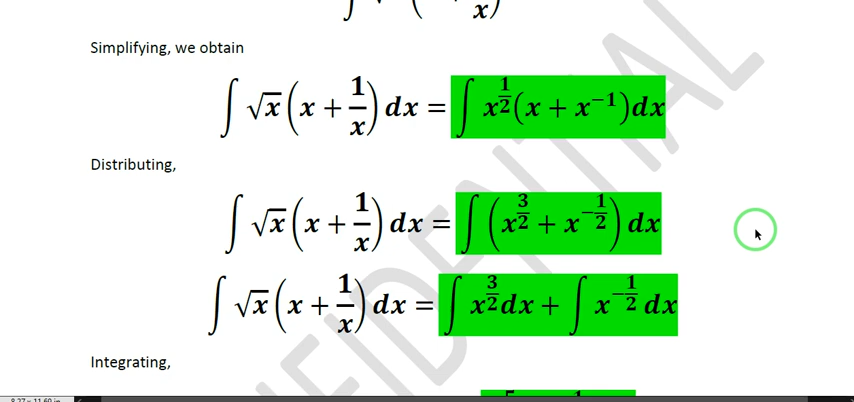 x)
Simplifying, we obtain
∫ √x (x + 1/x) dx = ∫ x^(1/2) (x + x^(-1)) dx
Distributing,
∫ √x (x + 1/x) dx = ∫ (x^(3/2) + x^(-1/2)) dx
∫ √x (x + 1/x) dx = ∫ x^(3/2) dx + ∫ x^(-1/2) dx
Integrating,